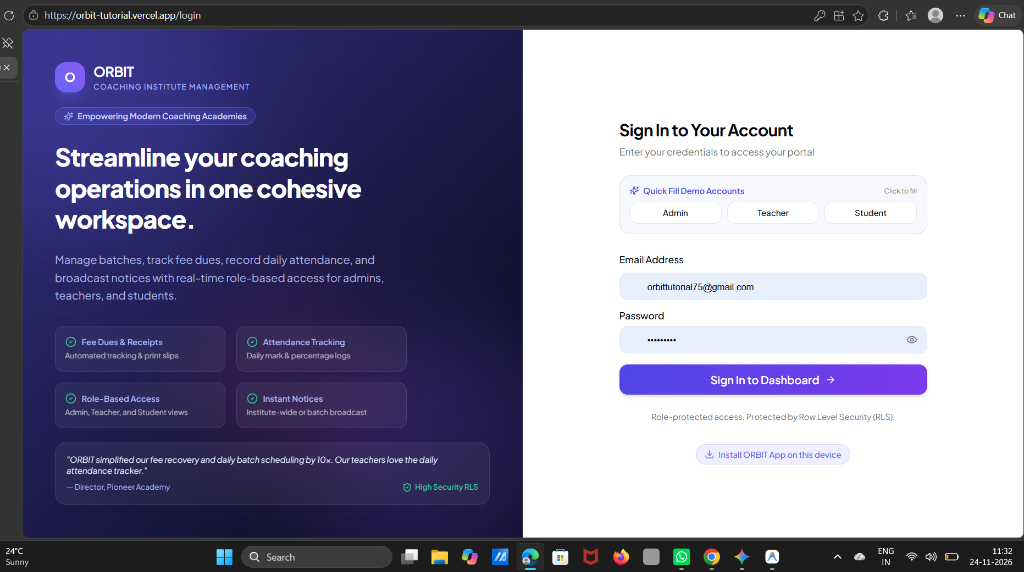 https://orbit-tutorial.vercel.app/login
Chat
O
ORBIT
COACHING INSTITUTE MANAGEMENT
Empowering Modern Coaching Academies
Streamline your coaching
operations in one cohesive
workspace.
Manage batches, track fee dues, record daily attendance, and
broadcast notices with real-time role-based access for admins,
teachers, and students.
Fee Dues & Receipts
Automated tracking & print slips
Attendance Tracking
Daily mark & percentage logs
Role-Based Access
Admin, Teacher, and Student views
Instant Notices
Institute-wide or batch broadcast
"ORBIT simplified our fee recovery and daily batch scheduling by 10×. Our teachers love the daily
attendance tracker."
— Director, Pioneer Academy
High Security RLS
Sign In to Your Account
Enter your credentials to access your portal
Quick Fill Demo Accounts
Click to fill
Admin
Teacher
Student
Email Address
orbittutorial75@gmail.com
Password
•••••••••
Sign In to Dashboard →
Role-protected access. Protected by Row Level Security (RLS).
Install ORBIT App on this device
24°C
Sunny
Search
ENG
IN
11:32
24-11-2026